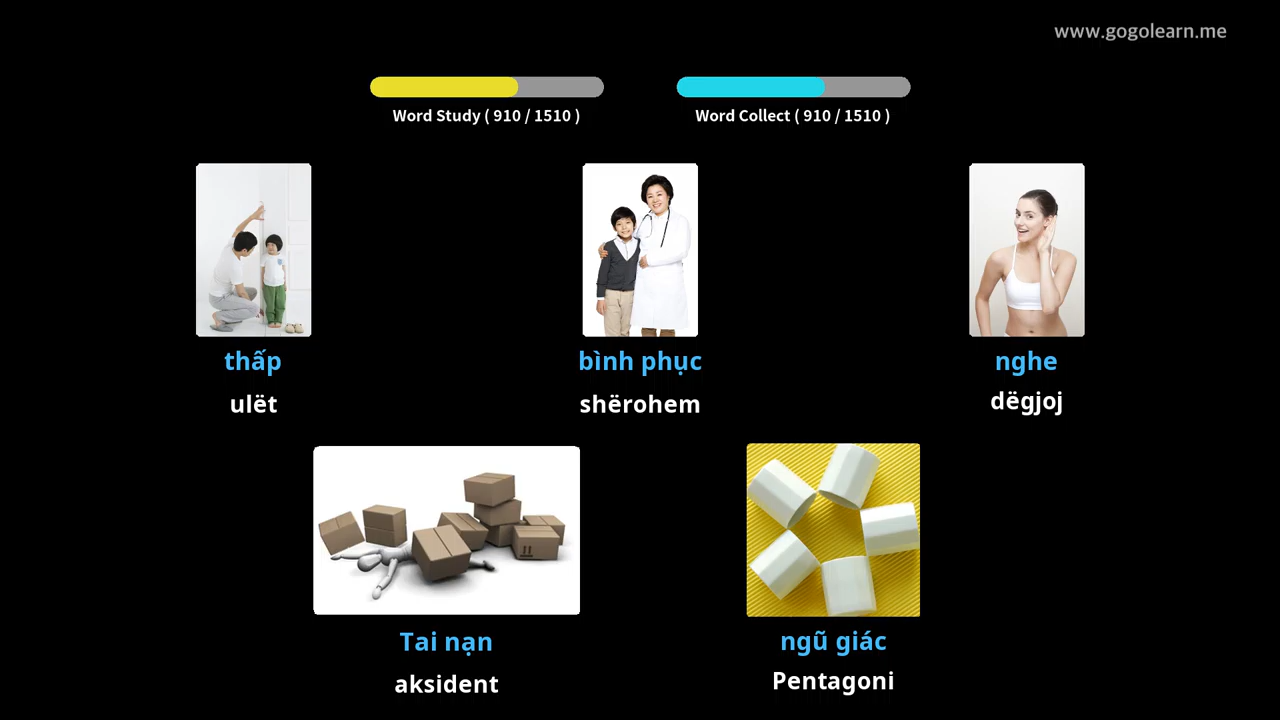 www.gogolearn.me
Word Study ( 910 / 1510 )
Word Collect ( 910 / 1510 )
thấp
bình phục
nghe
ulët
shërohem
dëgjoj
Tai nạn
ngũ giác
aksident
Pentagoni